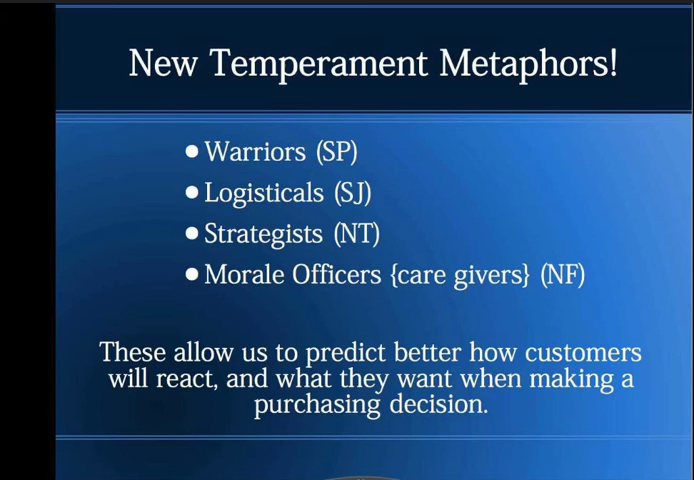 New Temperament Metaphors!
● Warriors (SP)
● Logisticals (SJ)
● Strategists (NT)
● Morale Officers {care givers} (NF)
These allow us to predict better how customers
will react, and what they want when making a
purchasing decision.